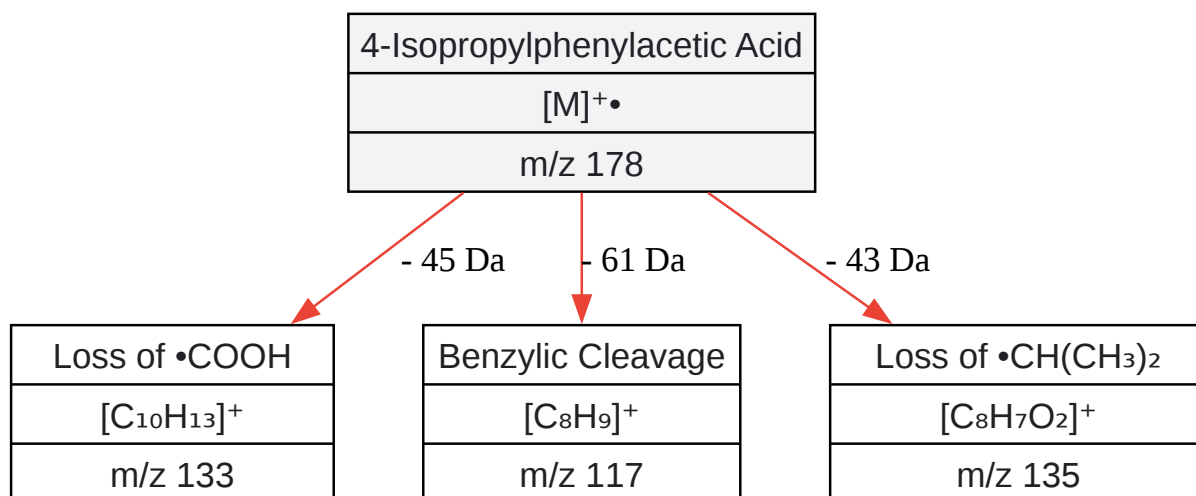 4-Isopropylphenylacetic Acid
[M]⁺•
m/z 178
- 45 Da
- 61 Da
- 43 Da
Loss of •COOH
[C₁₀H₁₃]⁺
m/z 133
Benzylic Cleavage
[C₈H₉]⁺
m/z 117
Loss of •CH(CH₃)₂
[C₈H₇O₂]⁺
m/z 135